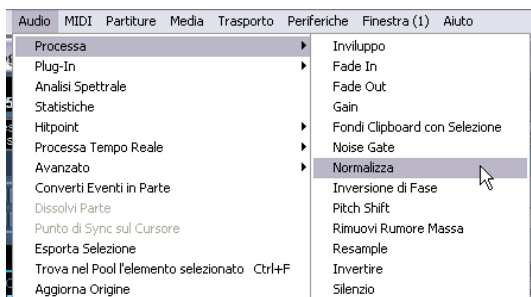 Audio MIDI Partiture Media Trasporto Periferiche Finestra (1) Aiuto
Processa
Plug-In
Analisi Spettrale
Statistiche
Hitpoint
Processa Tempo Reale
Avanzato
Converti Eventi in Parte
Dissolvi Parte
Punto di Sync sul Cursore
Esporta Selezione
Trova nel Pool l'elemento selezionato Ctrl+F
Aggiorna Origine
Inviluppo
Fade In
Fade Out
Gain
Fondi Clipboard con Selezione
Noise Gate
Normalizza
Inversione di Fase
Pitch Shift
Rimuovi Rumore Massa
Resample
Invertire
Silenzio